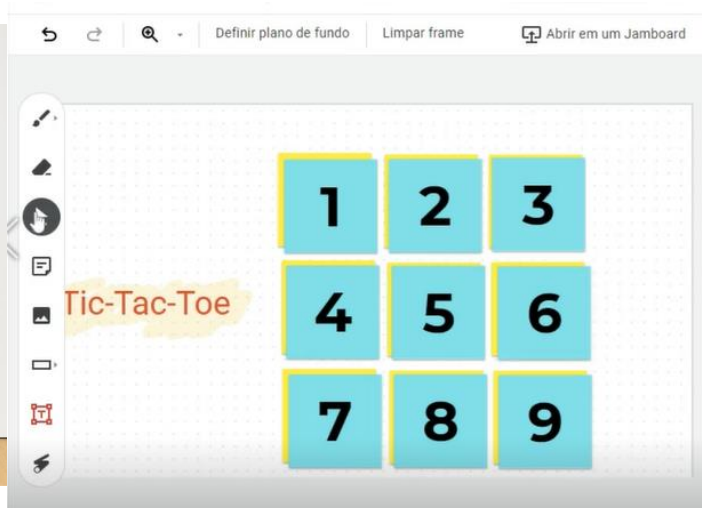 Definir plano de fundo
Limpar frame
Abrir em um Jamboard
1 2 3
Tic-Tac-Toe
4 5 6
7 8 9